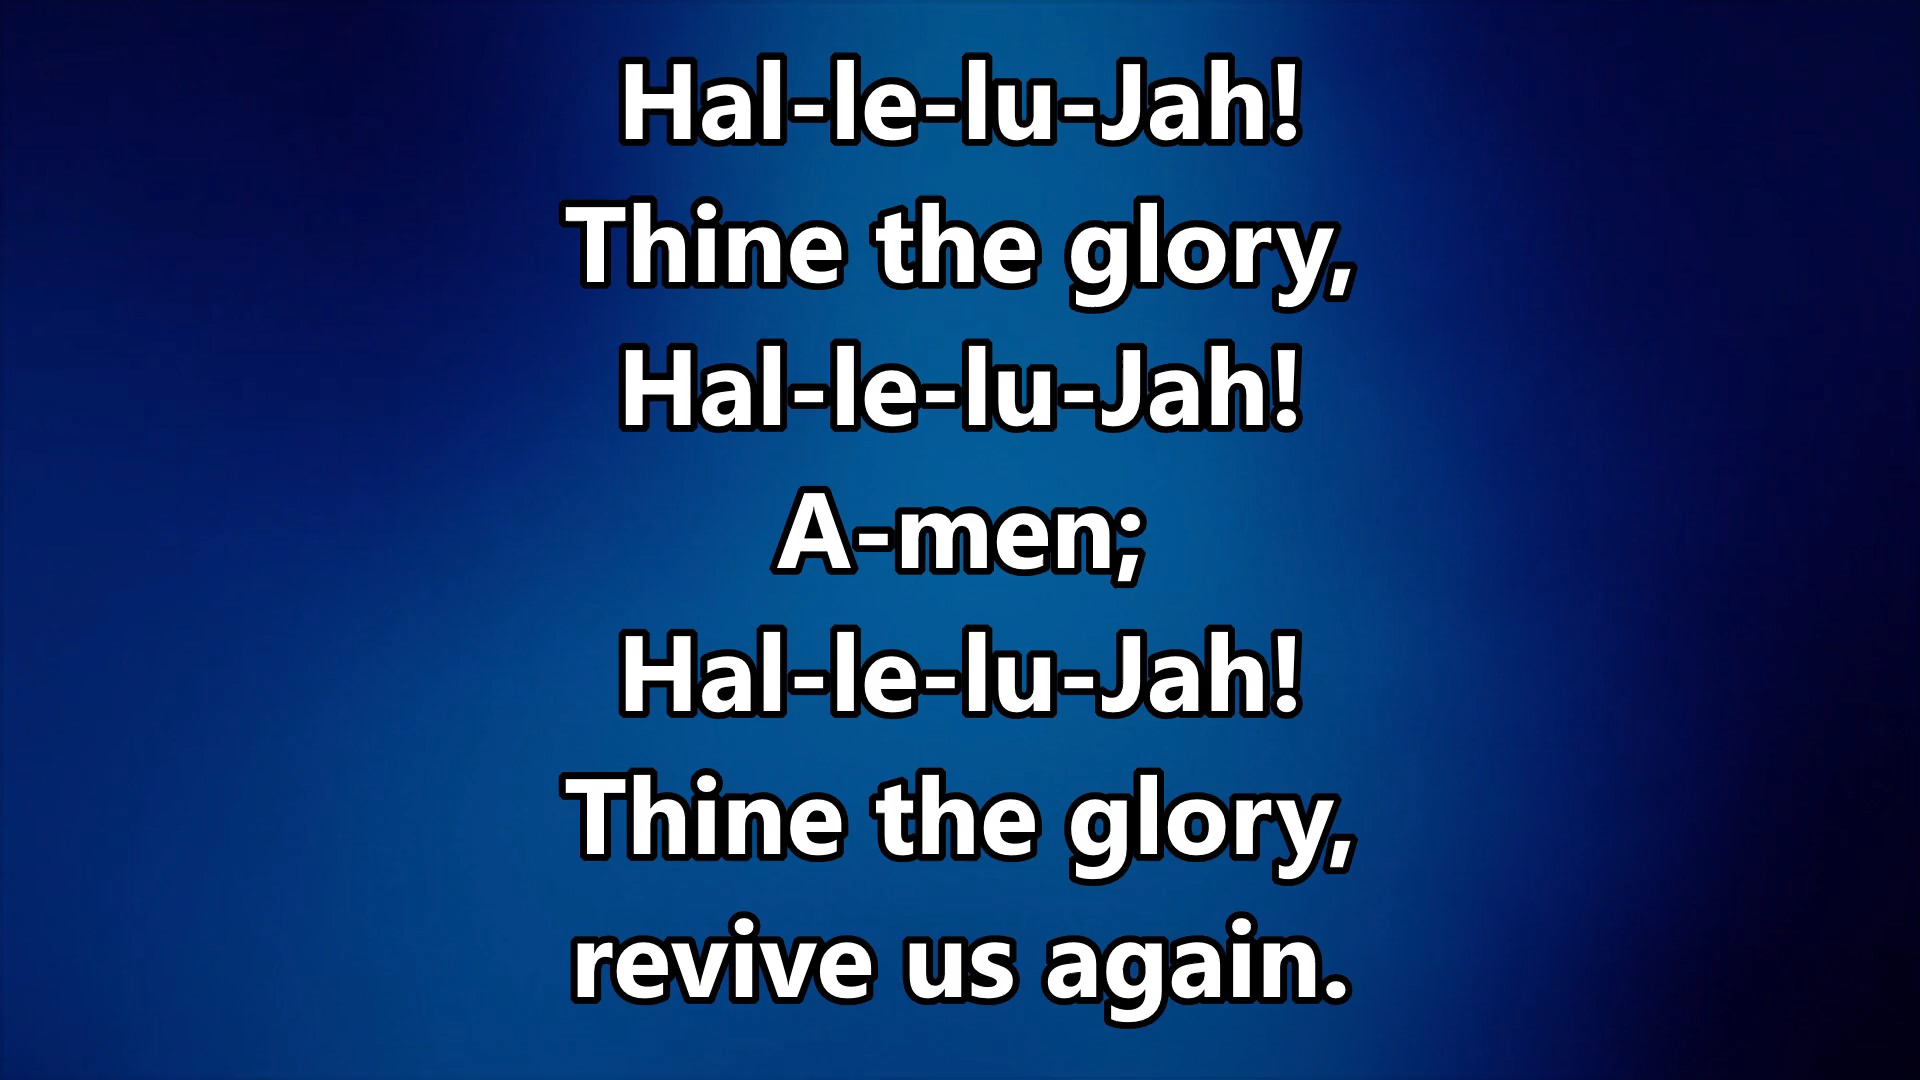 Hal-le-lu-Jah!
Thine the glory,
Hal-le-lu-Jah!
A-men;
Hal-le-lu-Jah!
Thine the glory,
revive us again.